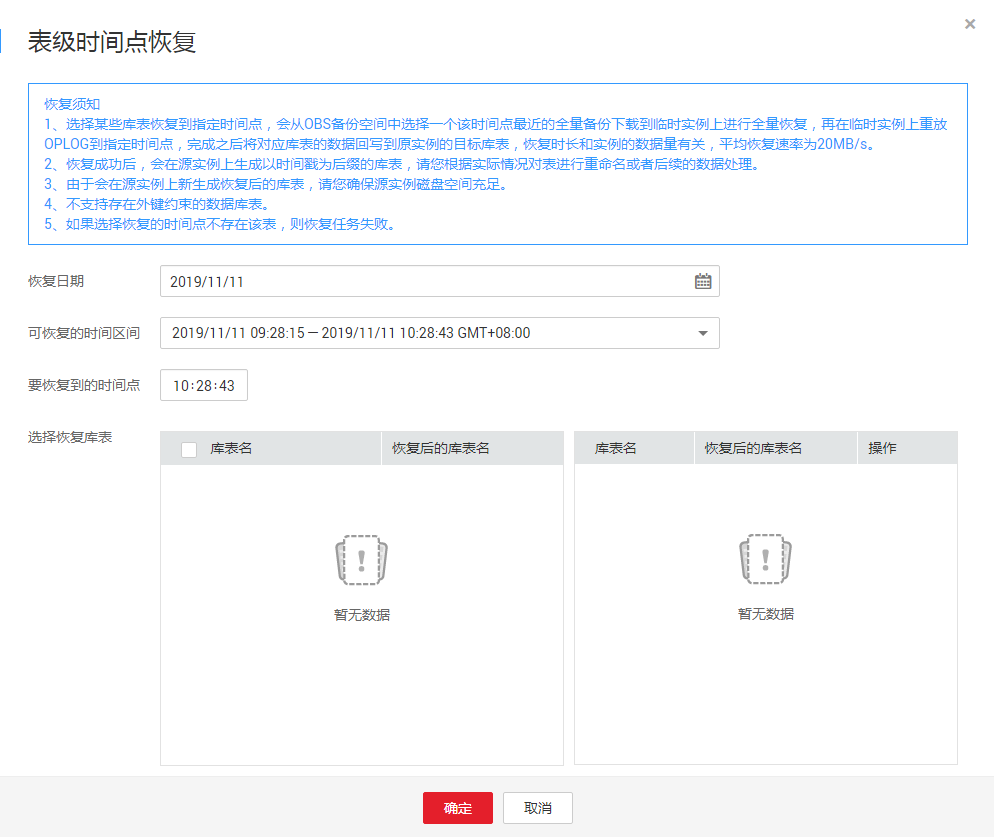 表级时间点恢复
×
恢复须知
1、选择某些库表恢复到指定时间点，会从OBS备份空间中选择一个该时间点最近的全量备份下载到临时实例上进行全量恢复，再在临时实例上重放
OPLOG到指定时间点，完成之后将对应库表的数据回写到原实例的目标库表，恢复时长和实例的数据量有关，平均恢复速率为20MB/s。
2、恢复成功后，会在源实例上生成以时间戳为后缀的库表，请您根据实际情况对表进行重命名或者后续的数据处理。
3、由于会在源实例上新生成恢复后的库表，请您确保源实例磁盘空间充足。
4、不支持存在外键约束的数据库表。
5、如果选择恢复的时间点不存在该表，则恢复任务失败。
恢复日期 2019/11/11
可恢复的时间区间 2019/11/11 09:28:15 — 2019/11/11 10:28:43 GMT+08:00
要恢复到的时间点 10:28:43
选择恢复库表
库表名 恢复后的库表名 库表名 恢复后的库表名 操作
暂无数据 暂无数据
确定 取消